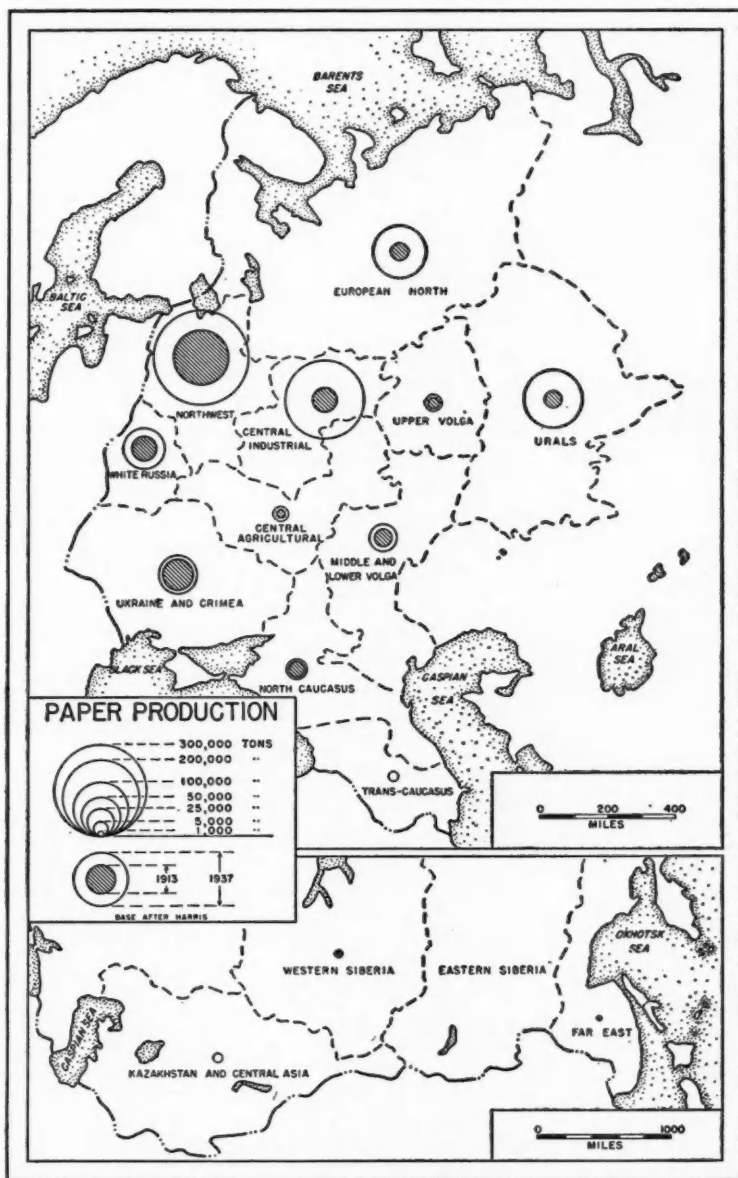 BARENTS
SEA
EUROPEAN NORTH
BALTIC
SEA
NORTHWEST
CENTRAL
INDUSTRIAL
UPPER VOLGA
URALS
WHITE RUSSIA
CENTRAL
AGRICULTURAL
MIDDLE AND
LOWER VOLGA
UKRAINE AND CRIMEA
LACK SEA
NORTH CAUCASUS
CASPIAN
SEA
ARAL
SEA
TRANS-CAUCASUS
PAPER PRODUCTION
300,000 TONS
200,000 "
100,000 "
50,000 "
25,000 "
5,000 "
1,000 "
1913 1937
BASE AFTER HARRIS
0 200 400
MILES
WESTERN SIBERIA
EASTERN SIBERIA
OKHOTSK
SEA
FAR EAST
CASPIAN SEA
KAZAKHSTAN AND CENTRAL ASIA
0 1000
MILES